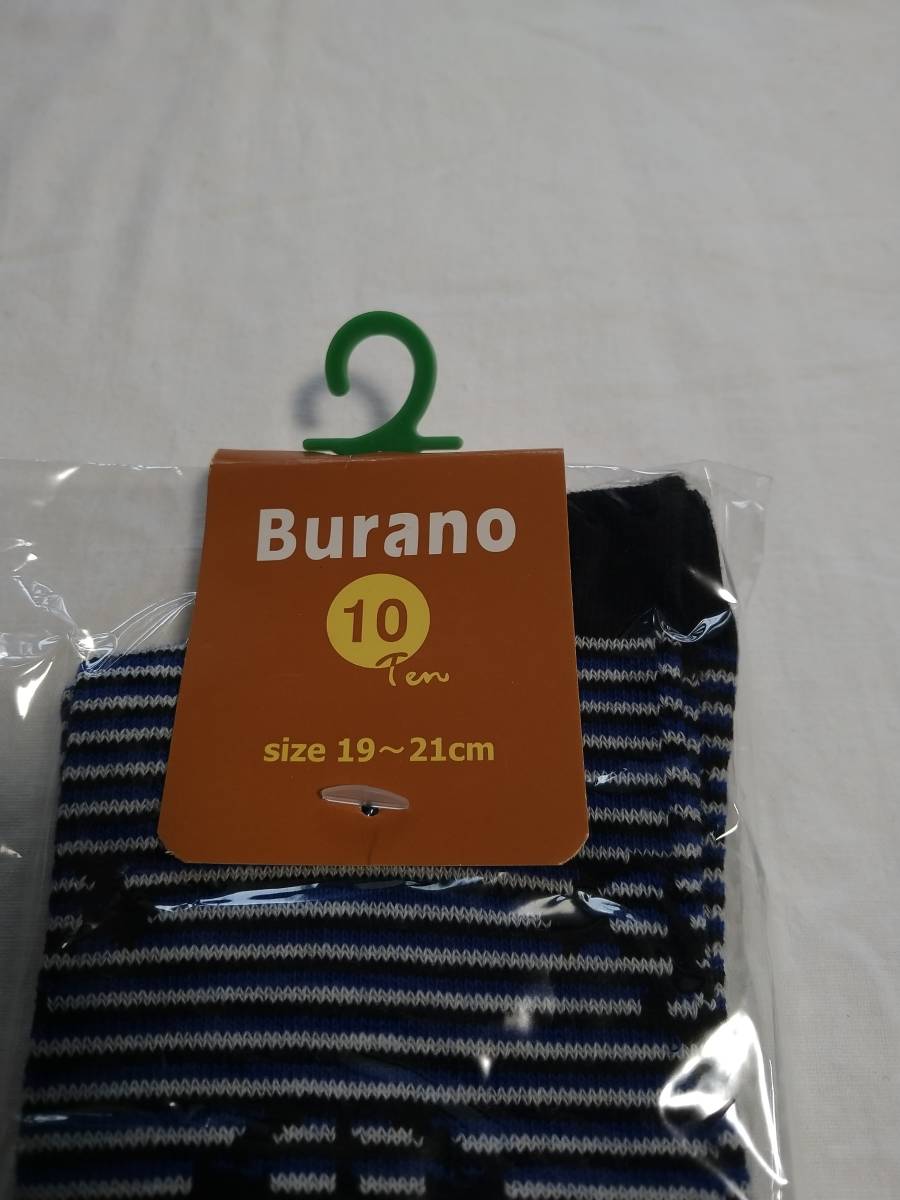 Burano
10
Ten
size 19～21cm